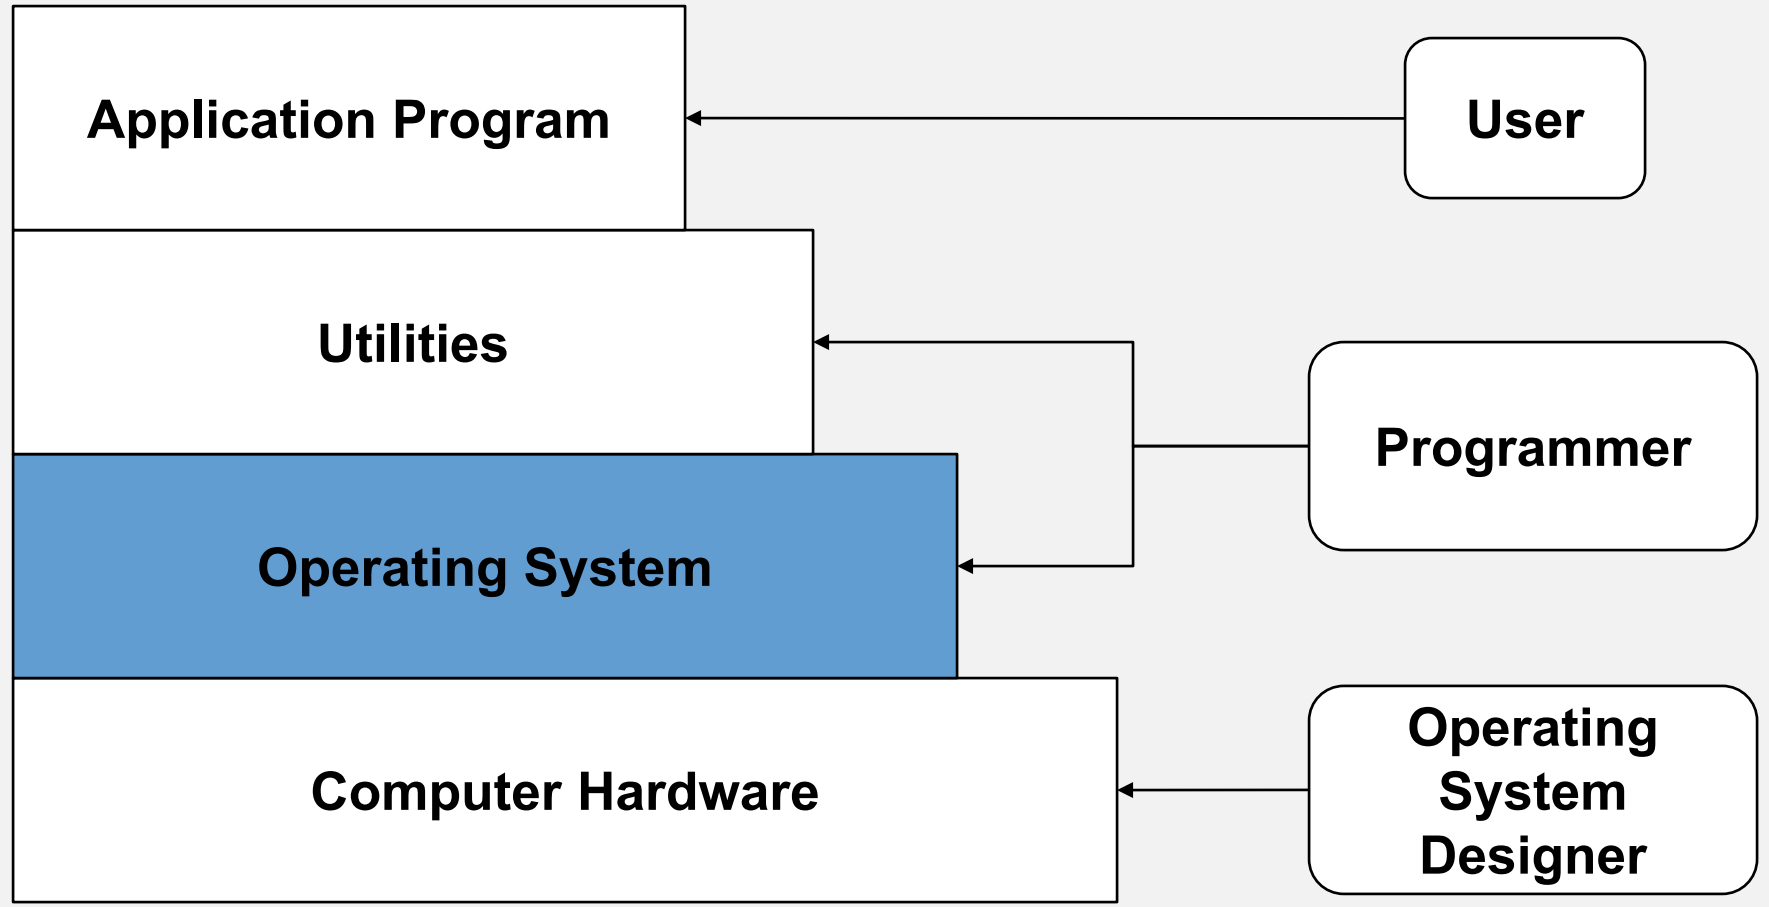 Application Program
User
Utilities
Programmer
Operating System
Computer Hardware
Operating
System
Designer